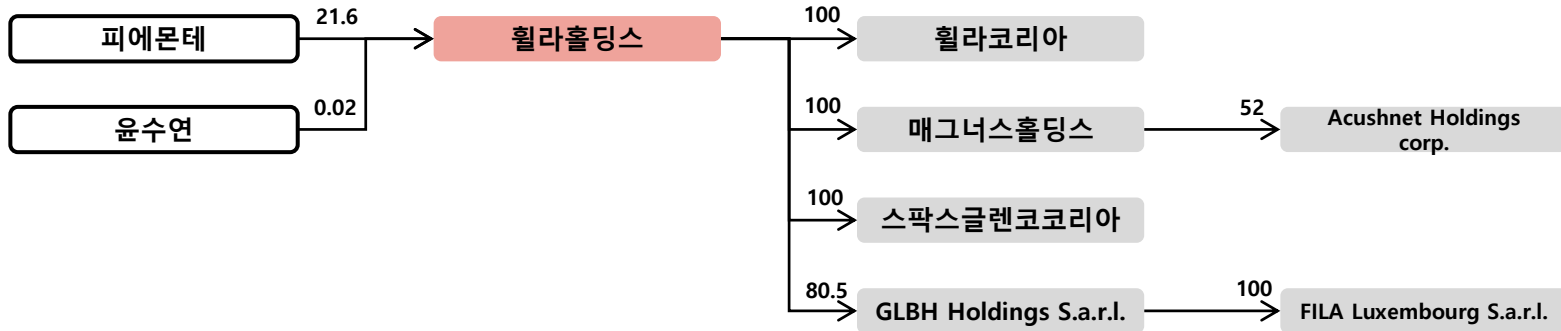 21.6
100
피에몬테
휠라홀딩스
휠라코리아
0.02
100
52
윤수연
매그너스홀딩스
Acushnet Holdings
corp.
100
스팍스글렌코코리아
80.5
100
GLBH Holdings S.a.r.l.
FILA Luxembourg S.a.r.l.